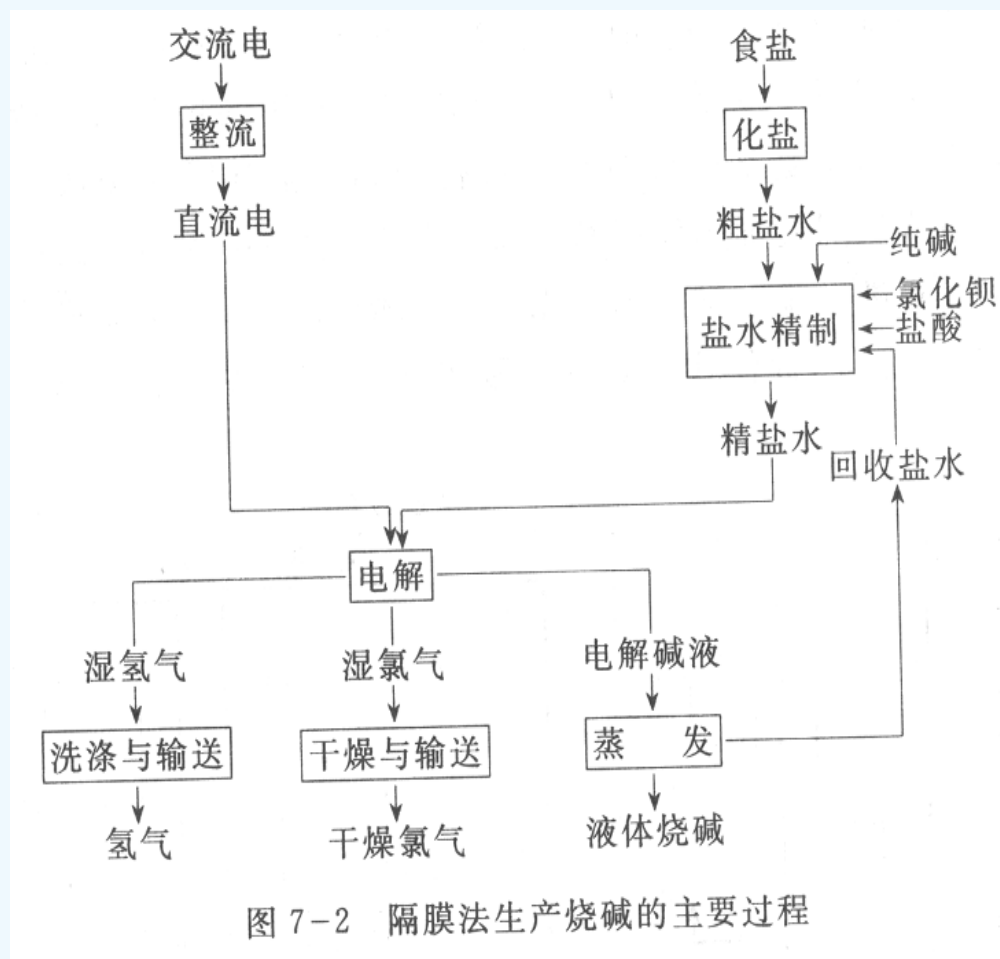 交流电
食盐
整流
化盐
直流电
粗盐水
纯碱
氯化钡
盐水精制
盐酸
精盐水
回收盐水
电解
湿氢气
湿氯气
电解碱液
洗涤与输送
干燥与输送
蒸 发
氢气
干燥氯气
液体烧碱
图 7-2 隔膜法生产烧碱的主要过程